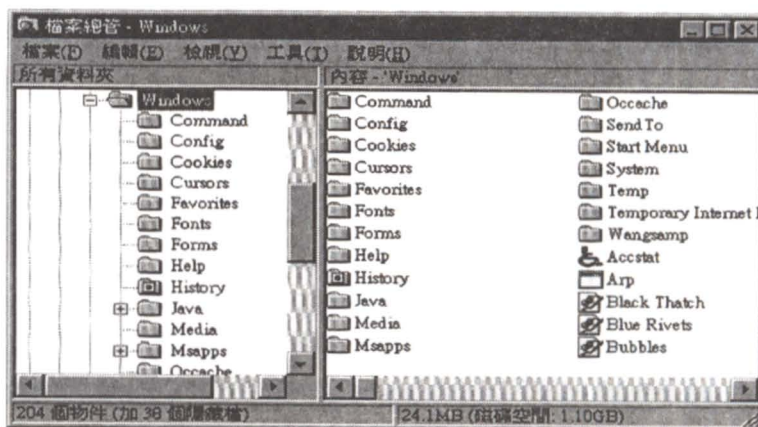 檔案總管 - Windows
檔案(F) 編輯(E) 檢視(V) 工具(T) 說明(H)
所有資料夾
內容 - 'Windows'
Windows
Command
Config
Cookies
Cursors
Favorites
Fonts
Forms
Help
History
Java
Media
Msapps
Occache
Command
Config
Cookies
Cursors
Favorites
Fonts
Forms
Help
History
Java
Media
Msapps
Occache
Send To
Start Menu
System
Temp
Temporary Internet
Wangsamp
Accstat
Arp
Black Thatch
Blue Rivets
Bubbles
204 個物件 (加 38 個隱藏檔)
24.1MB (磁碟空間: 1.10GB)